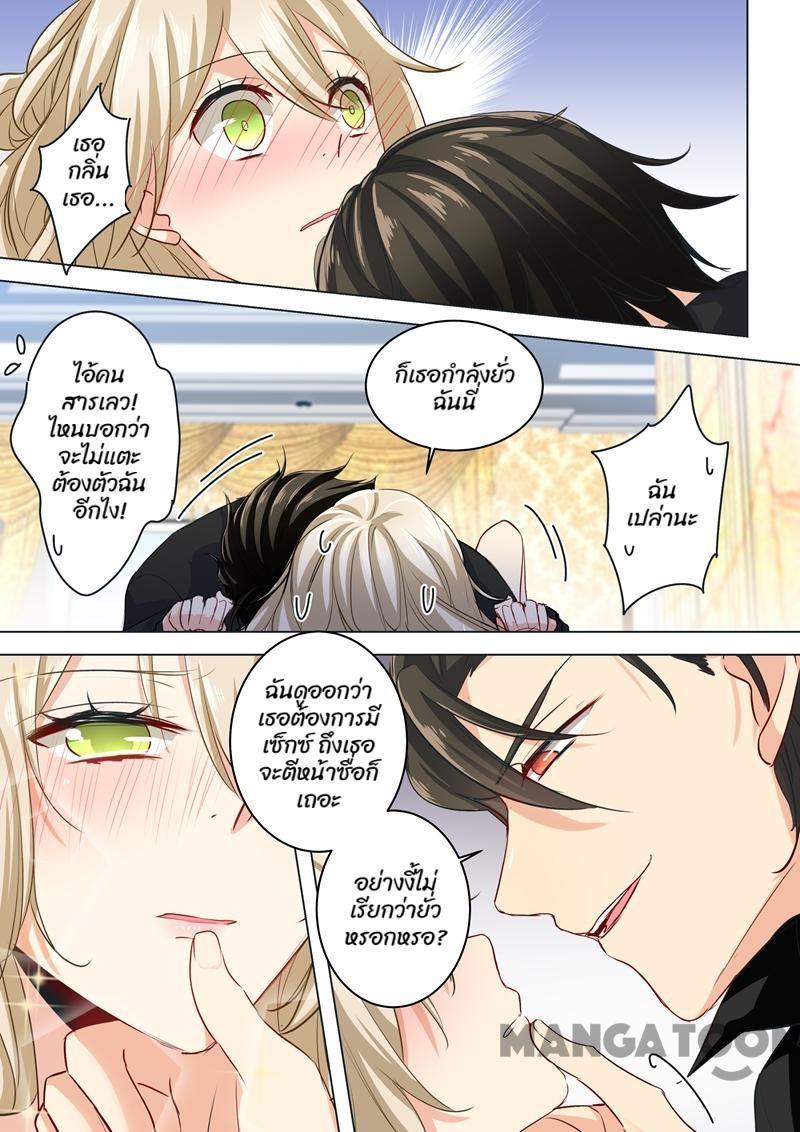 เธอ
กลิ่น
เธอ...
ไอ้คน
สารเลว!
ไหนบอกว่า
จะไม่แตะ
ต้องตัวฉัน
อีกไง!
ก็เธอกำลังยั่ว
ฉันนี่
ฉัน
เปล่านะ
ฉันดูออกว่า
เธอต้องการมี
เซ็กซ์ ถึงเธอ
จะตีหน้าซื่อก็
เถอะ
อย่างงี้ไม่
เรียกว่ายั่ว
หรอกหรอ?
MANGATOON